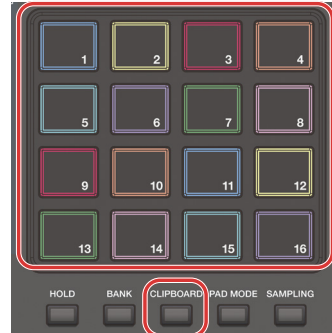 1 2 3 4
5 6 7 8
9 10 11 12
13 14 15 16
HOLD BANK CLIPBOARD PAD MODE SAMPLING